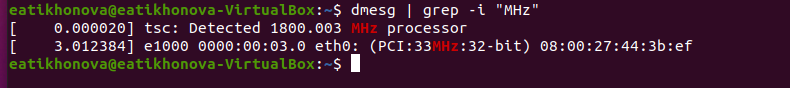 eatikhonova@eatikhonova-VirtualBox:~$ dmesg | grep -i "MHz"
[    0.000020] tsc: Detected 1800.003 MHz processor
[    3.012384] e1000 0000:00:03.0 eth0: (PCI:33MHz:32-bit) 08:00:27:44:3b:ef
eatikhonova@eatikhonova-VirtualBox:~$